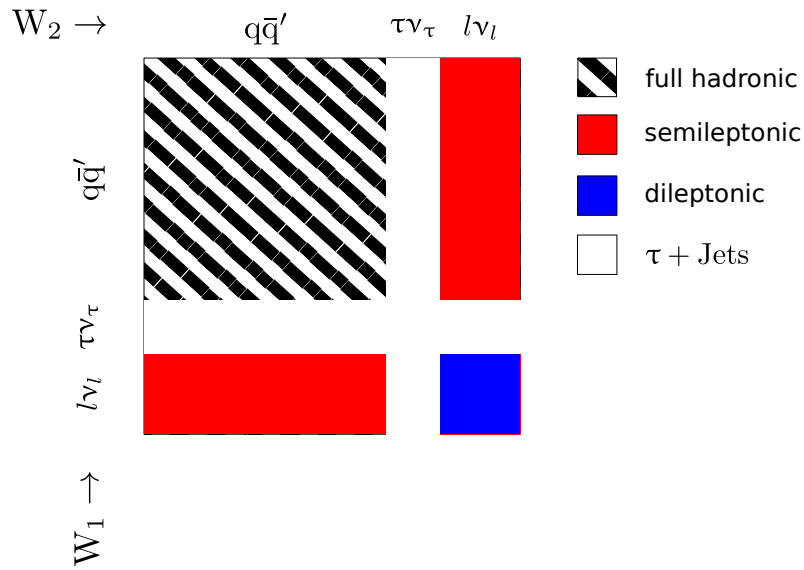 W₂ → qq̄′ τν_τ lν_l
full hadronic
semileptonic
dileptonic
τ + Jets
qq̄′
τν_τ
lν_l
W₁ →